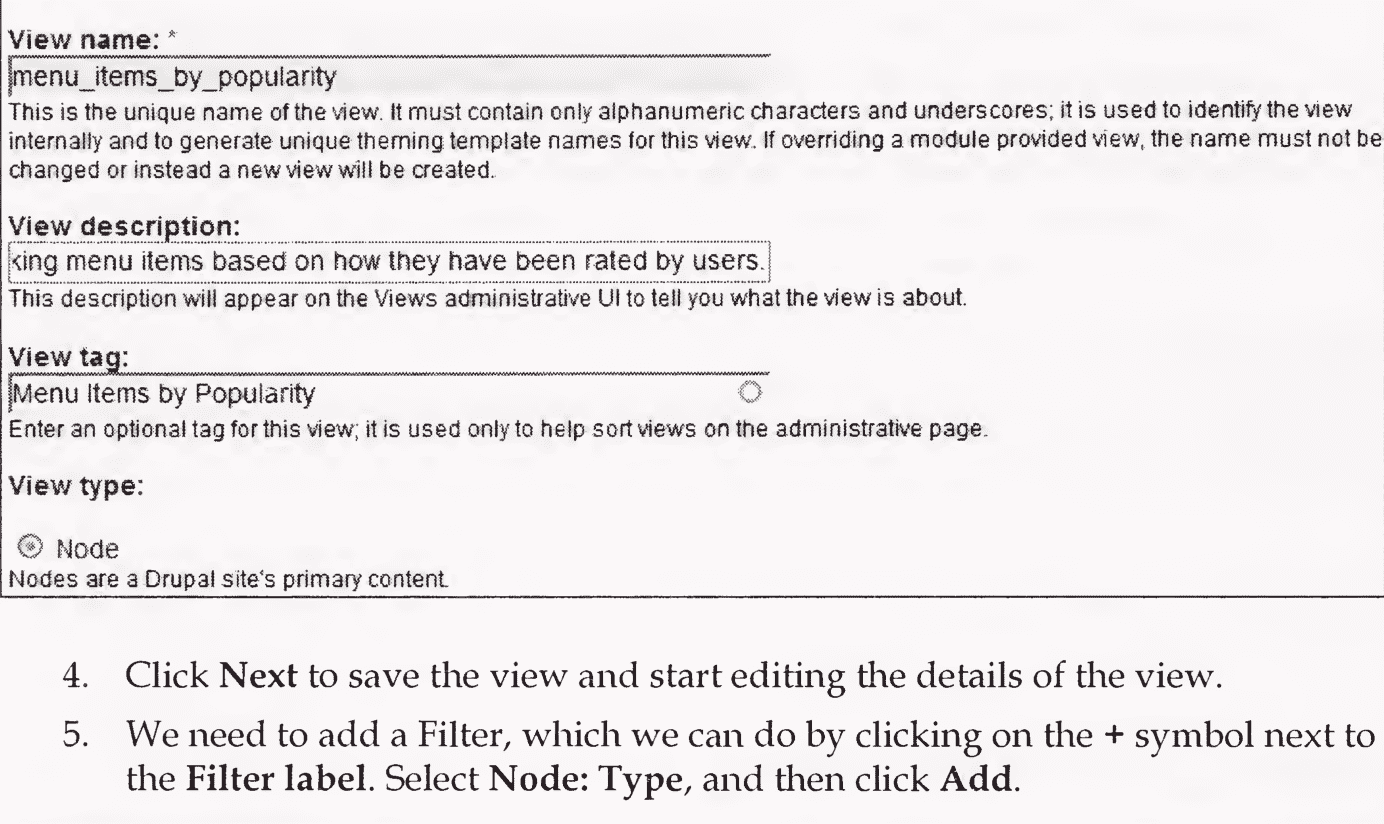 View name: *
menu_items_by_popularity
This is the unique name of the view. It must contain only alphanumeric characters and underscores; it is used to identify the view
internally and to generate unique theming template names for this view. If overriding a module provided view, the name must not be
changed or instead a new view will be created.
View description:
king menu items based on how they have been rated by users.
This description will appear on the Views administrative UI to tell you what the view is about.
View tag:
Menu Items by Popularity
Enter an optional tag for this view; it is used only to help sort views on the administrative page.
View type:
Node
Nodes are a Drupal site's primary content.
4. Click Next to save the view and start editing the details of the view.
5. We need to add a Filter, which we can do by clicking on the + symbol next to
the Filter label. Select Node: Type, and then click Add.